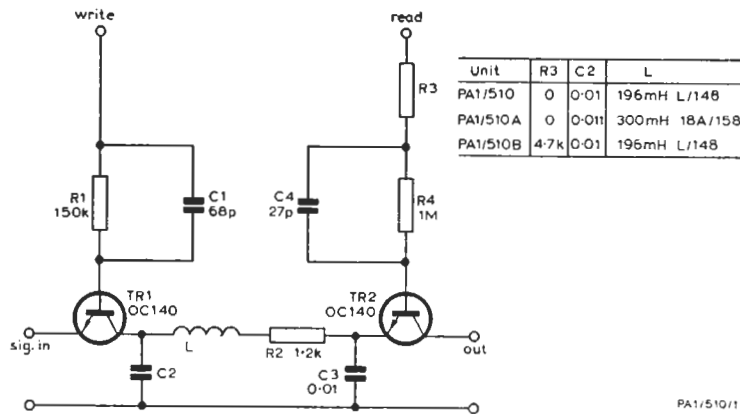 write
read
R3
R1
150k
C1
68p
C4
27p
R4
1M
TR1
OC140
TR2
OC140
sig. in
L
R2 1·2k
out
C2
C3
0·01
Unit R3 C2 L
PA1/510 0 0·01 196mH L/148
PA1/510A 0 0·011 300mH 18A/158
PA1/510B 4·7k 0·01 196mH L/148
PA1/510/1